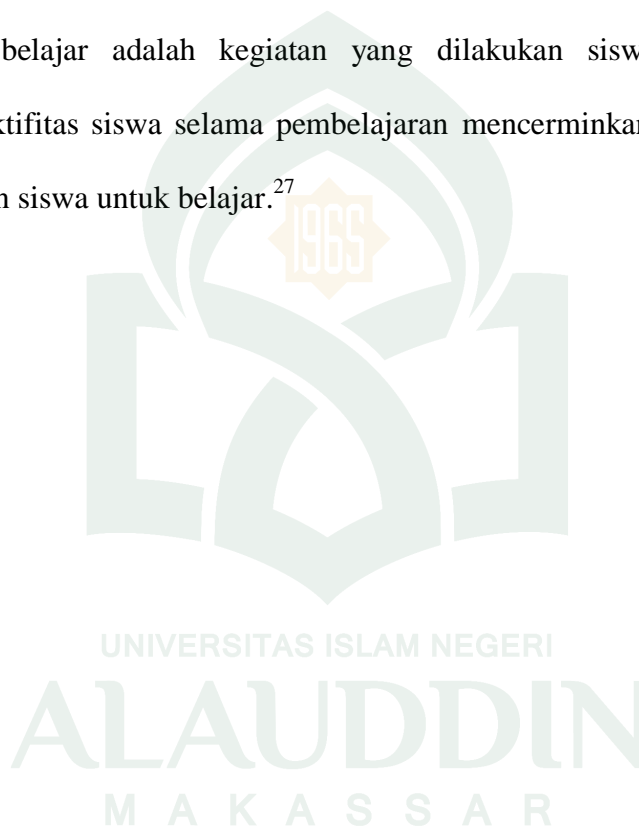 belajar adalah kegiatan yang dilakukan sisw
ktifitas siswa selama pembelajaran mencerminkan
n siswa untuk belajar.27
1965
UNIVERSITAS ISLAM NEGERI
ALAUDDIN
MAKASSAR